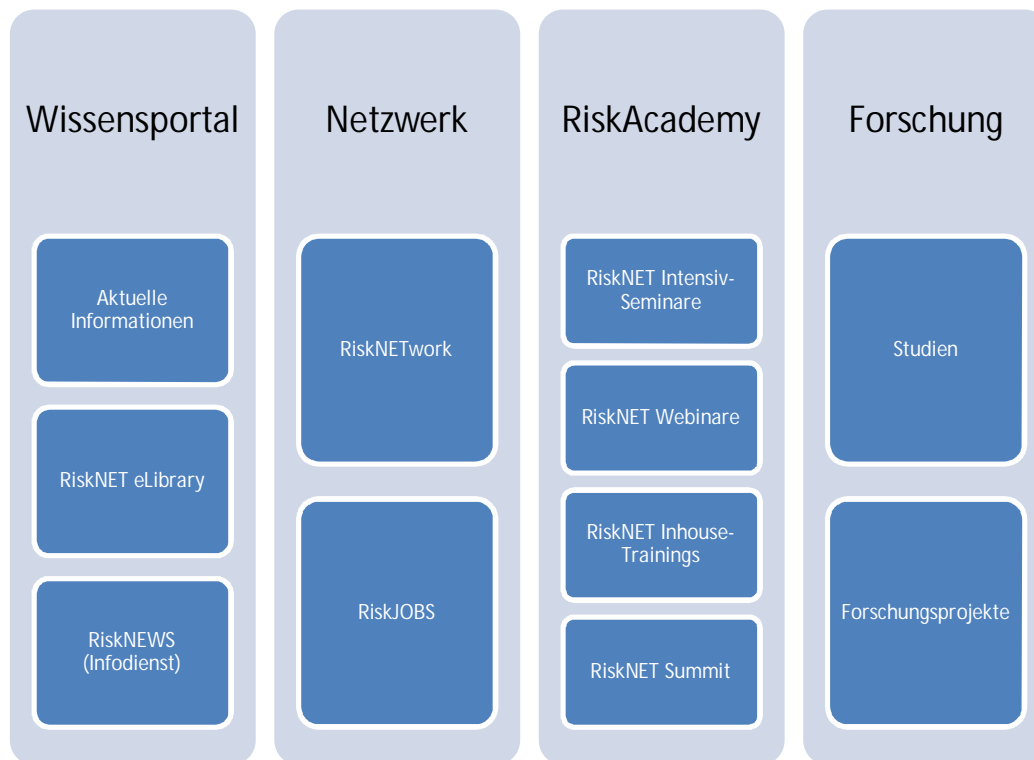 Wissensportal
Aktuelle
Informationen
RiskNET eLibrary
RiskNEWS
(Infodienst)
Netzwerk
RiskNETwork
RiskJOBS
RiskAcademy
RiskNET Intensiv-
Seminare
RiskNET Webinare
RiskNET Inhouse-
Trainings
RiskNET Summit
Forschung
Studien
Forschungsprojekte